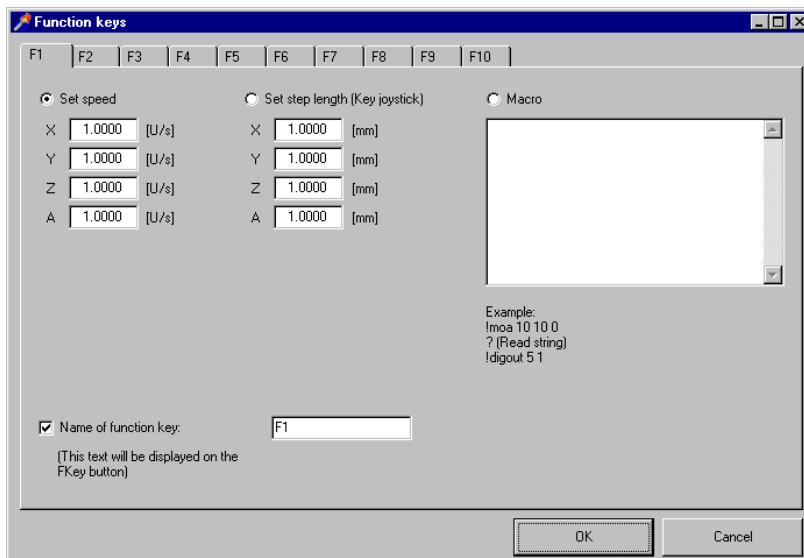 Function keys
F1 F2 F3 F4 F5 F6 F7 F8 F9 F10
Set speed Set step length (Key joystick) Macro
X 1.0000 [U/s] X 1.0000 [mm]
Y 1.0000 [U/s] Y 1.0000 [mm]
Z 1.0000 [U/s] Z 1.0000 [mm]
A 1.0000 [U/s] A 1.0000 [mm]
Example:
!moa 10 10 0
? (Read string)
!digout 5 1
Name of function key: F1
(This text will be displayed on the
FKey button)
OK Cancel